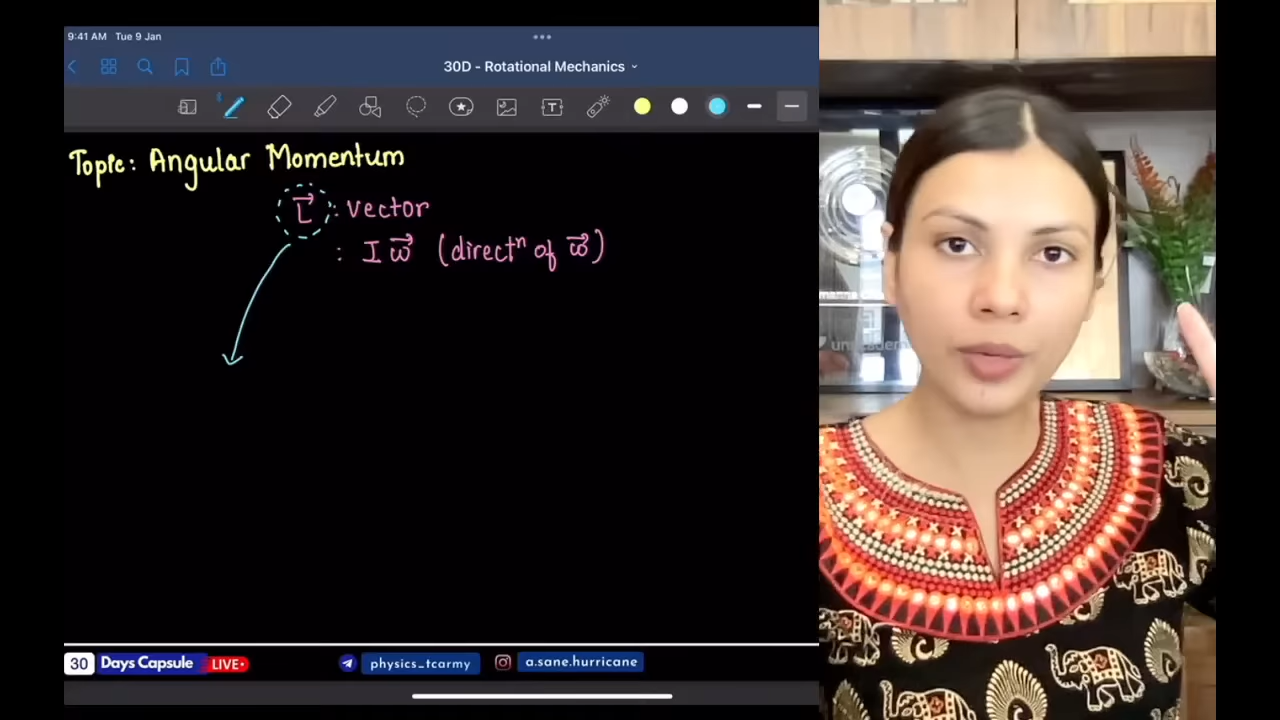 9:41 AM Tue 9 Jan
30D - Rotational Mechanics
Topic: Angular Momentum
L⃗ : vector
: I ω⃗ (directⁿ of ω⃗)
30 Days Capsule LIVE
physics_tcarmy
a.sane.hurricane